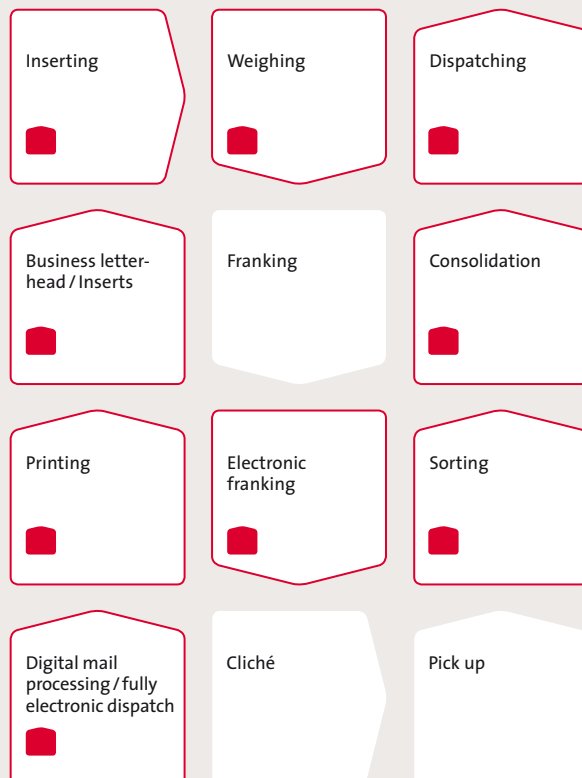 Inserting
Weighing
Dispatching
Business letter-
head / Inserts
Franking
Consolidation
Printing
Electronic
franking
Sorting
Digital mail
processing / fully
electronic dispatch
Cliché
Pick up